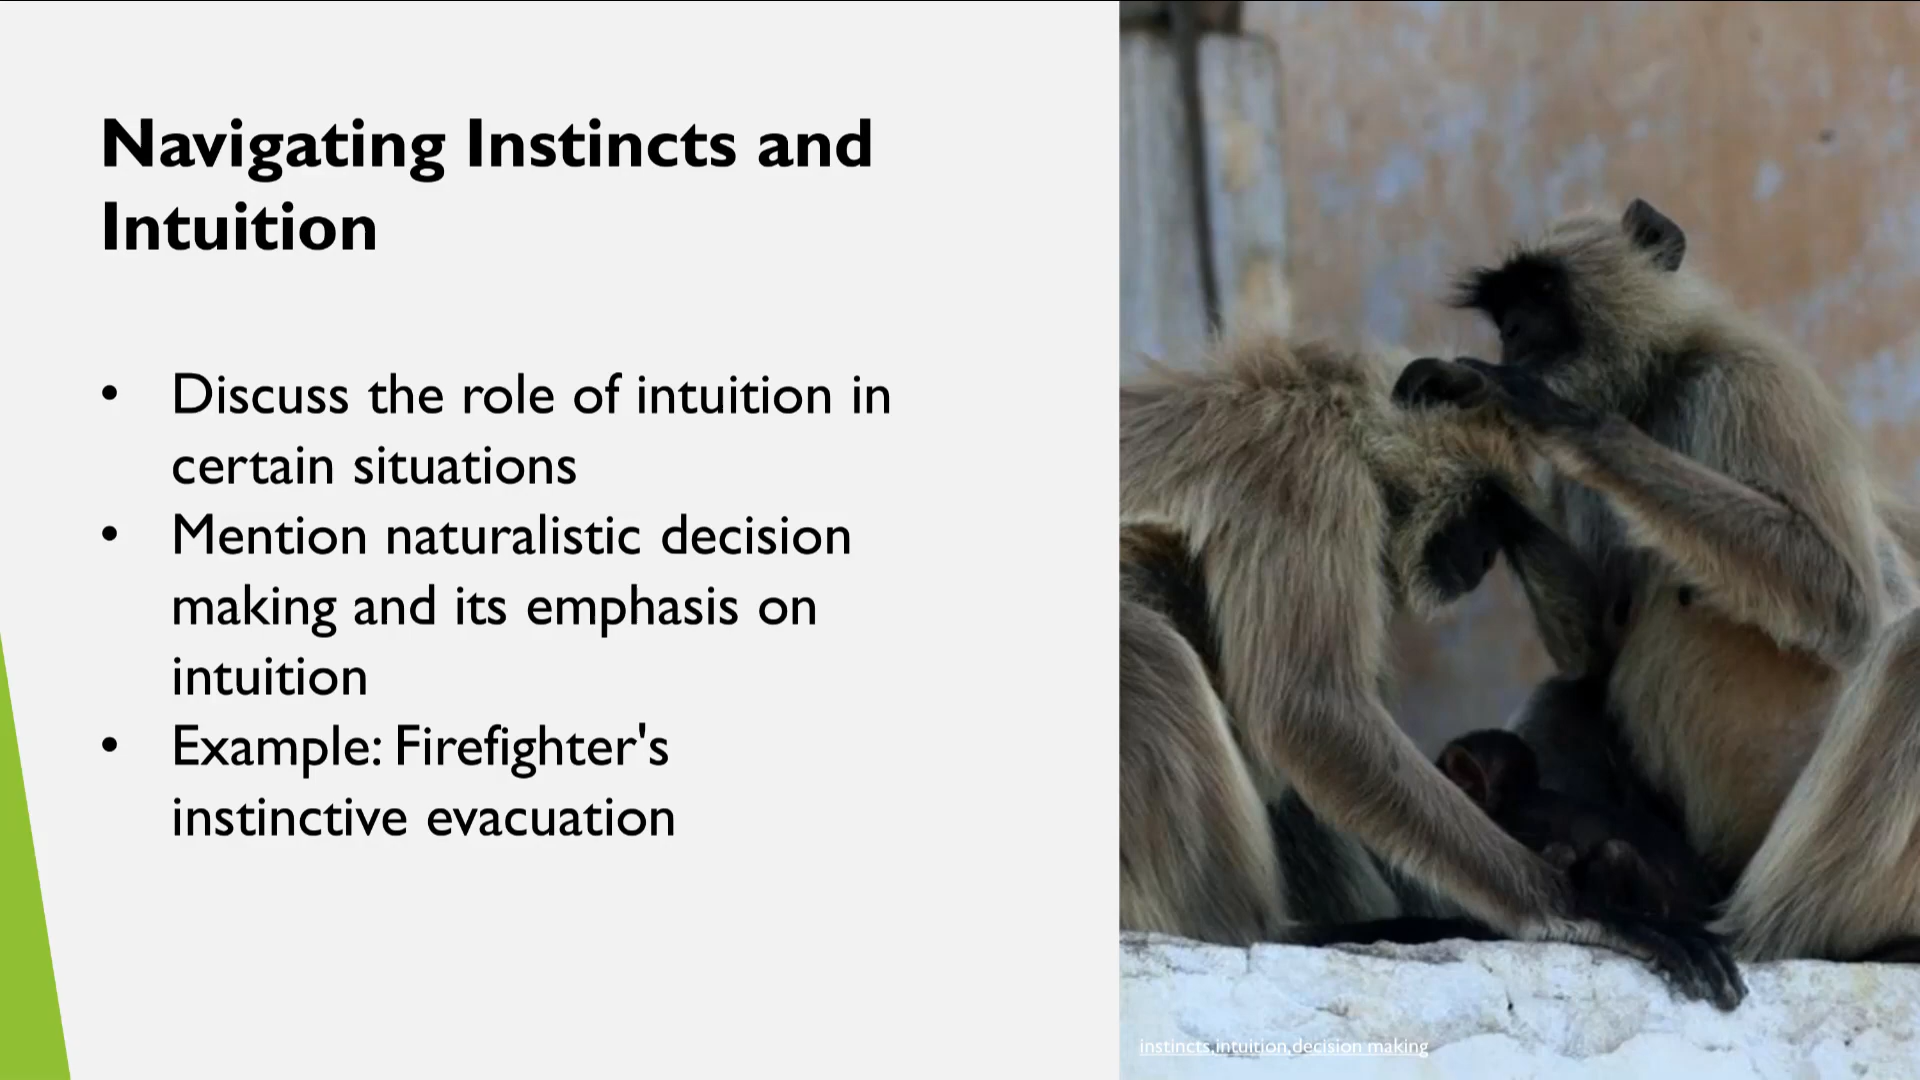 Navigating Instincts and
Intuition
• Discuss the role of intuition in
certain situations
• Mention naturalistic decision
making and its emphasis on
intuition
• Example: Firefighter's
instinctive evacuation
instincts,intuition,decision making